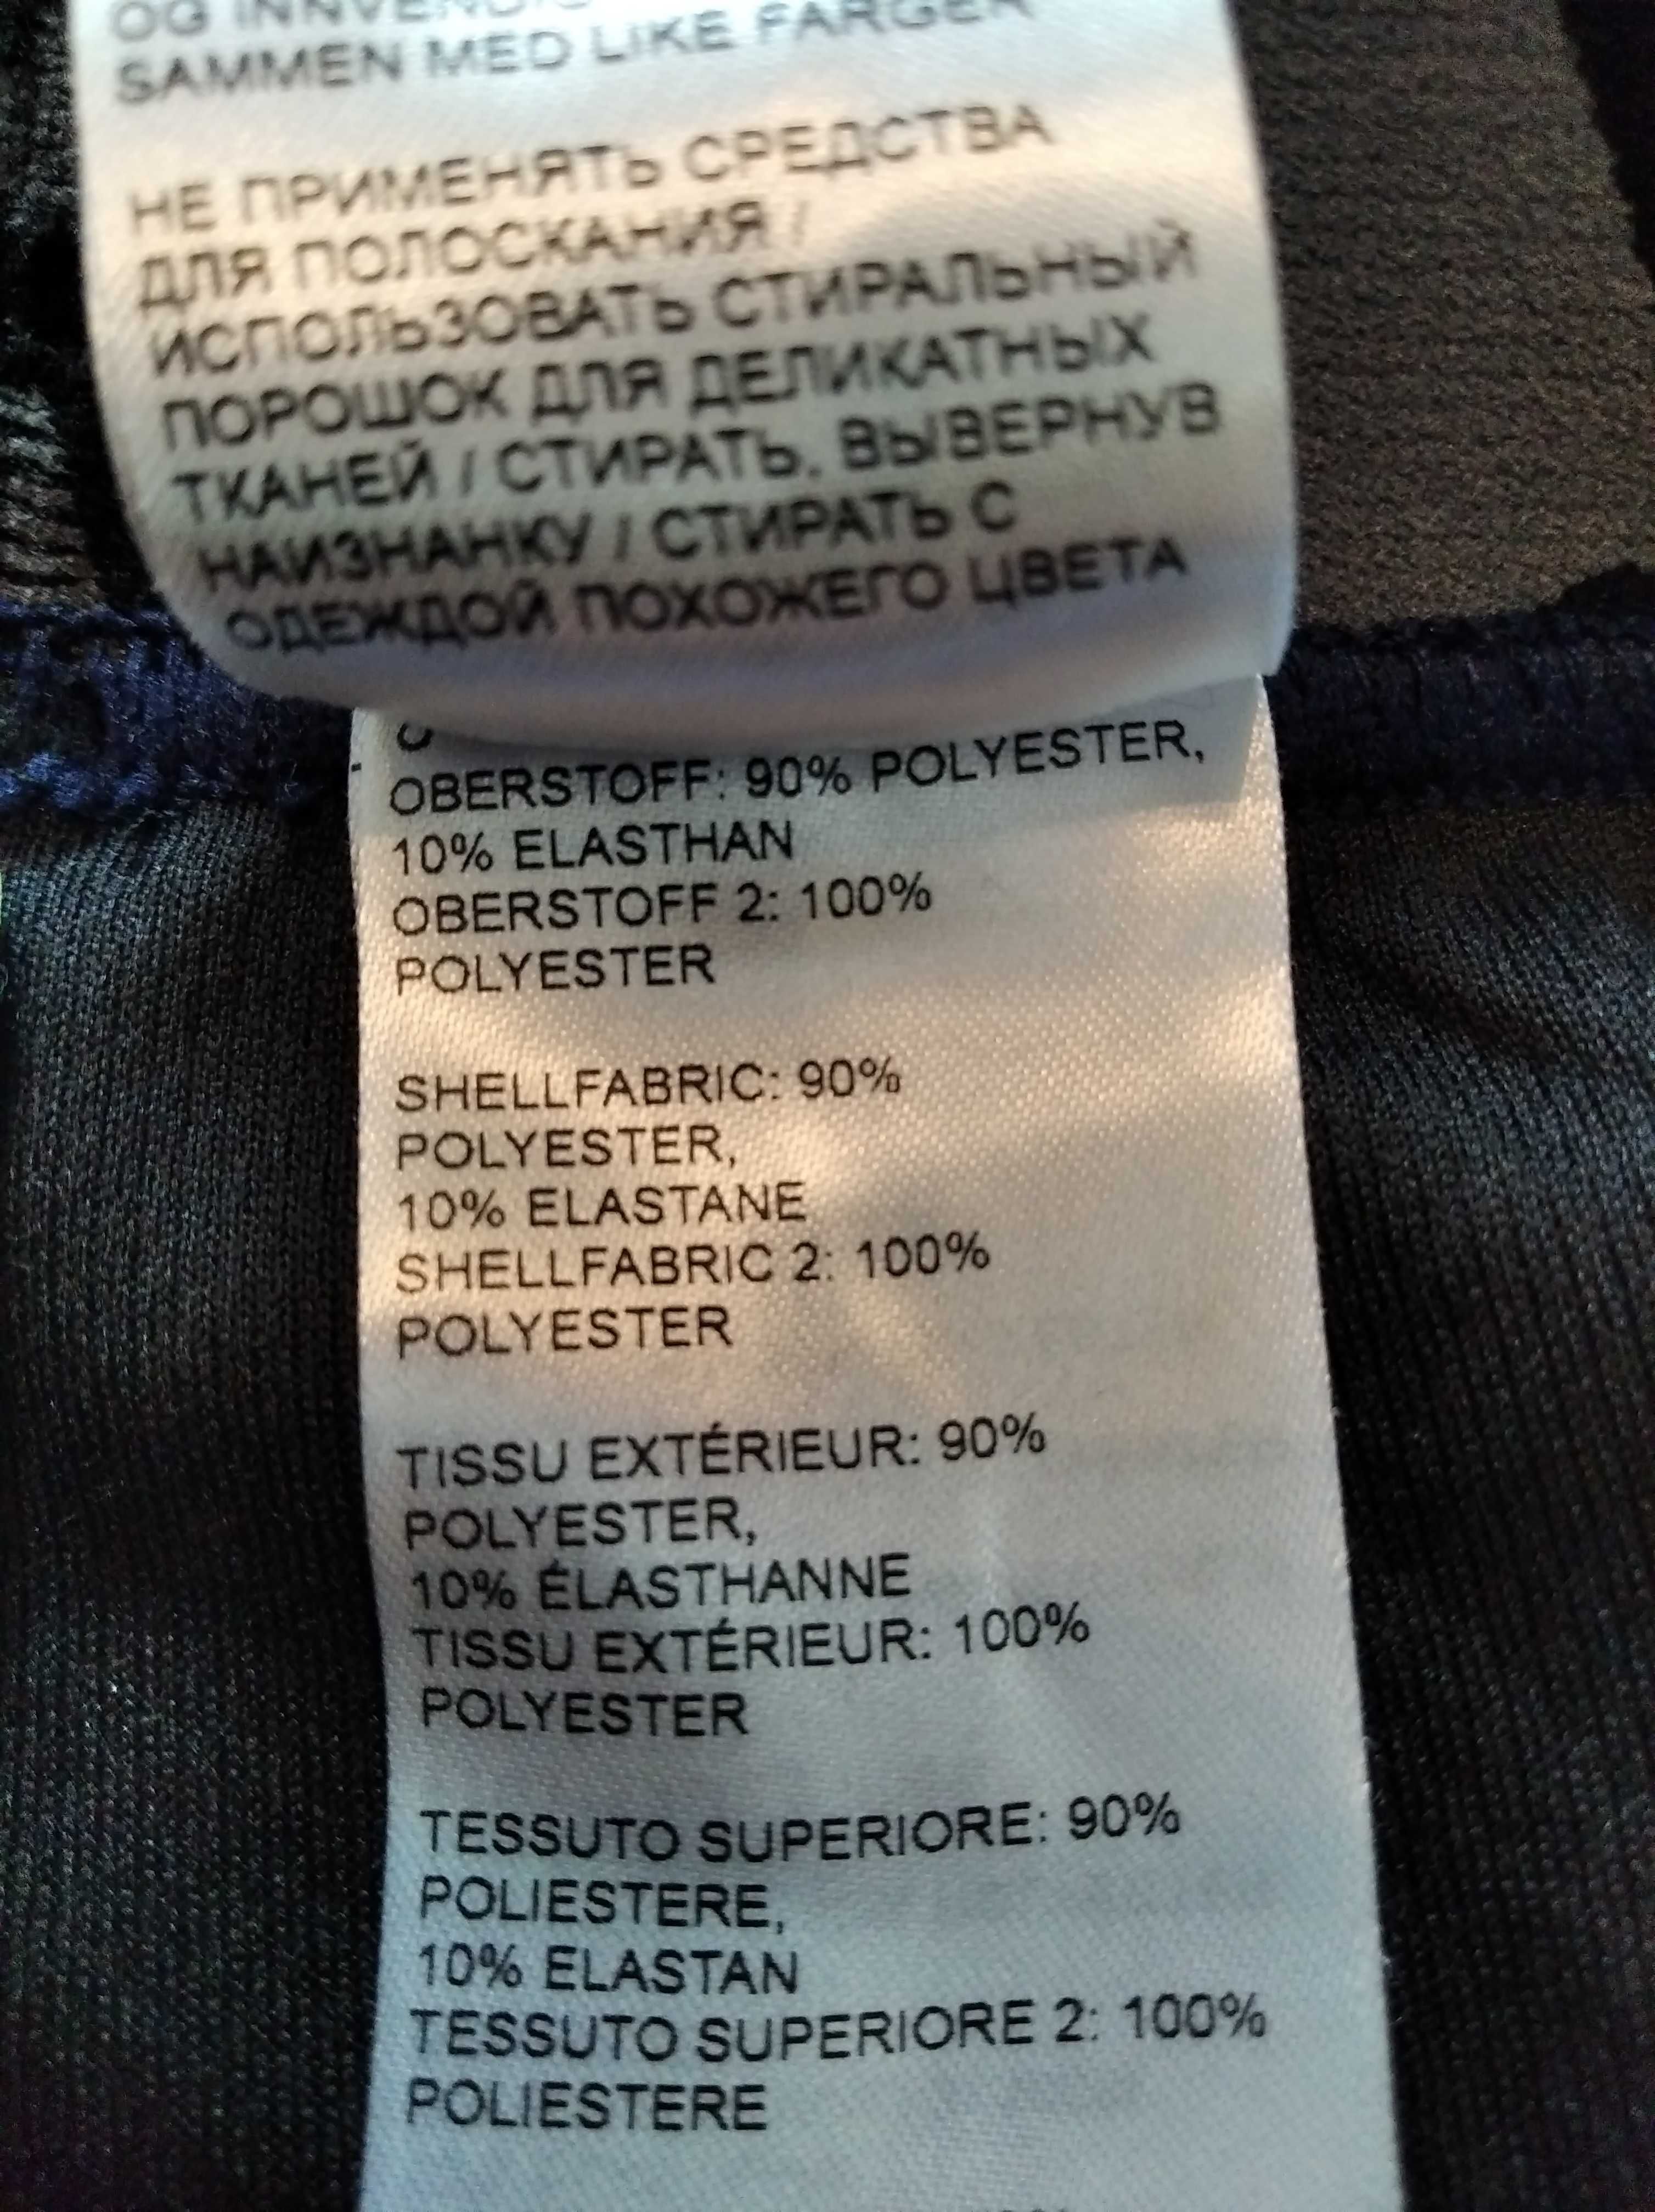 OG INNVENDIG
SAMMEN MED LIKE FARGER
НЕ ПРИМЕНЯТЬ СРЕДСТВА
ДЛЯ ПОЛОСКАНИЯ /
ИСПОЛЬЗОВАТЬ СТИРАЛЬНЫЙ
ПОРОШОК ДЛЯ ДЕЛИКАТНЫХ
ТКАНЕЙ / СТИРАТЬ, ВЫВЕРНУВ
НАИЗНАНКУ / СТИРАТЬ С
ОДЕЖДОЙ ПОХОЖЕГО ЦВЕТА
OBERSTOFF: 90% POLYESTER,
10% ELASTHAN
OBERSTOFF 2: 100%
POLYESTER
SHELLFABRIC: 90%
POLYESTER,
10% ELASTANE
SHELLFABRIC 2: 100%
POLYESTER
TISSU EXTÉRIEUR: 90%
POLYESTER,
10% ÉLASTHANNE
TISSU EXTÉRIEUR: 100%
POLYESTER
TESSUTO SUPERIORE: 90%
POLIESTERE,
10% ELASTAN
TESSUTO SUPERIORE 2: 100%
POLIESTERE